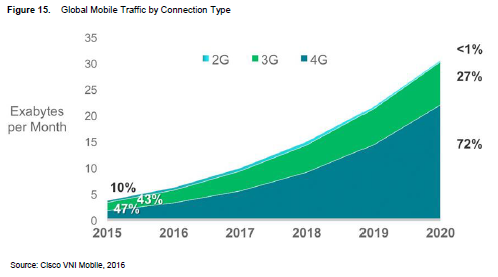 Figure 15. Global Mobile Traffic by Connection Type
35
30
25
20
15
10
5
0
Exabytes
per Month
2G 3G 4G
<1%
27%
72%
10%
43%
47%
2015 2016 2017 2018 2019 2020
Source: Cisco VNI Mobile, 2016